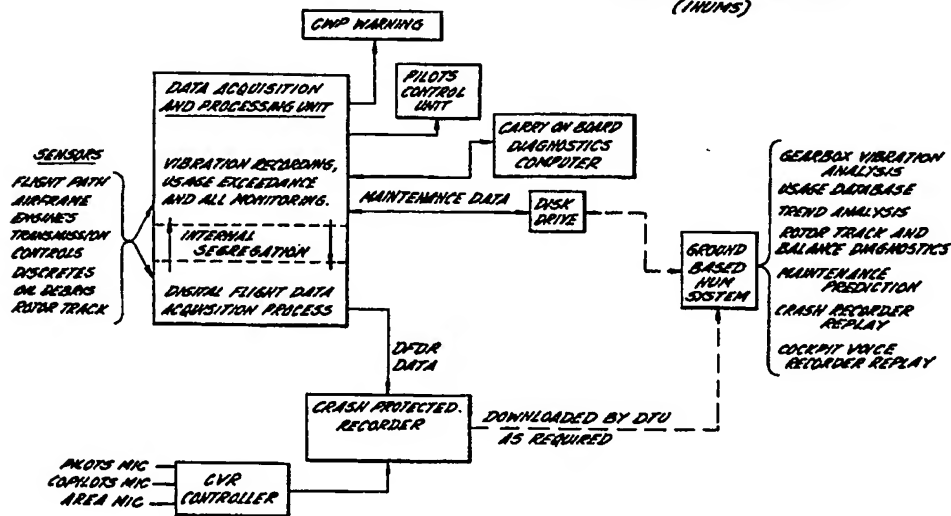 (IHUMS)
CWP WARNING
DATA ACQUISITION
AND PROCESSING UNIT
PILOTS
CONTROL
UNIT
CARRY ON BOARD
DIAGNOSTICS
COMPUTER
VIBRATION RECORDING,
USAGE EXCEEDANCE
AND ALL MONITORING.
SENSORS
FLIGHT PATH
AIRFRAME
ENGINES
TRANSMISSION
CONTROLS
DISCRETES
OIL DEBRIS
ROTOR TRACK
MAINTENANCE DATA
DISK
DRIVE
INTERNAL
SEGREGATION
DIGITAL FLIGHT DATA
ACQUISITION PROCESS
GROUND
BASED
HUM
SYSTEM
GEARBOX VIBRATION
ANALYSIS
USAGE DATABASE
TREND ANALYSIS
ROTOR TRACK AND
BALANCE DIAGNOSTICS
MAINTENANCE
PREDICTION
CRASH RECORDER
REPLAY
COCKPIT VOICE
RECORDER REPLAY
DFDR
DATA
CRASH PROTECTED.
RECORDER
DOWNLOADED BY DTU
AS REQUIRED
PILOTS MIC
COPILOTS MIC
AREA MIC
CVR
CONTROLLER